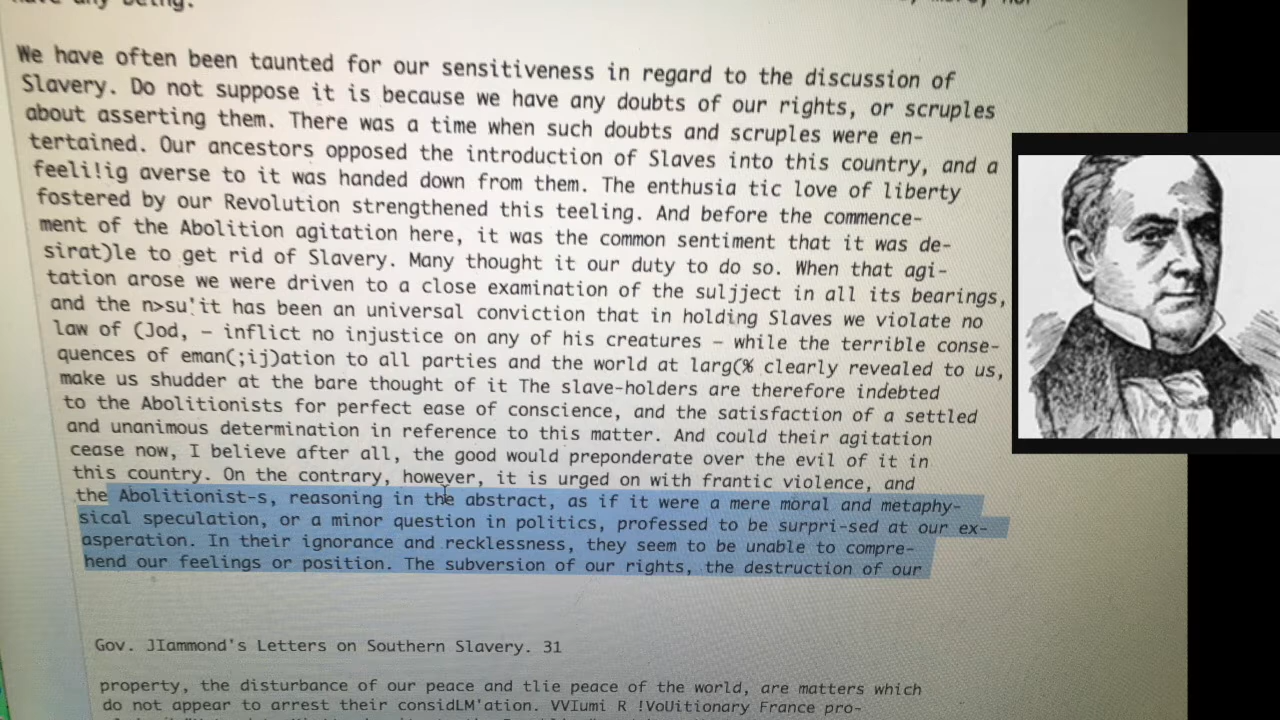 have any being.
We have often been taunted for our sensitiveness in regard to the discussion of
Slavery. Do not suppose it is because we have any doubts of our rights, or scruples
about asserting them. There was a time when such doubts and scruples were en-
tertained. Our ancestors opposed the introduction of Slaves into this country, and a
feeli!ig averse to it was handed down from them. The enthusia tic love of liberty
fostered by our Revolution strengthened this teeling. And before the commence-
ment of the Abolition agitation here, it was the common sentiment that it was de-
sirat)le to get rid of Slavery. Many thought it our duty to do so. When that agi-
tation arose we were driven to a close examination of the suljject in all its bearings,
and the n>su'it has been an universal conviction that in holding Slaves we violate no
law of (Jod, – inflict no injustice on any of his creatures – while the terrible conse-
quences of eman(;ij)ation to all parties and the world at larg(% clearly revealed to us,
make us shudder at the bare thought of it The slave-holders are therefore indebted
to the Abolitionists for perfect ease of conscience, and the satisfaction of a settled
and unanimous determination in reference to this matter. And could their agitation
cease now, I believe after all, the good would preponderate over the evil of it in
this country. On the contrary, however, it is urged on with frantic violence, and
the Abolitionist-s, reasoning in the abstract, as if it were a mere moral and metaphy-
sical speculation, or a minor question in politics, professed to be surpri-sed at our ex-
asperation. In their ignorance and recklessness, they seem to be unable to compre-
hend our feelings or position. The subversion of our rights, the destruction of our
Gov. JIammond's Letters on Southern Slavery. 31
property, the disturbance of our peace and tlie peace of the world, are matters which
do not appear to arrest their considLM'ation. VVIumi R !VoUitionary France pro-